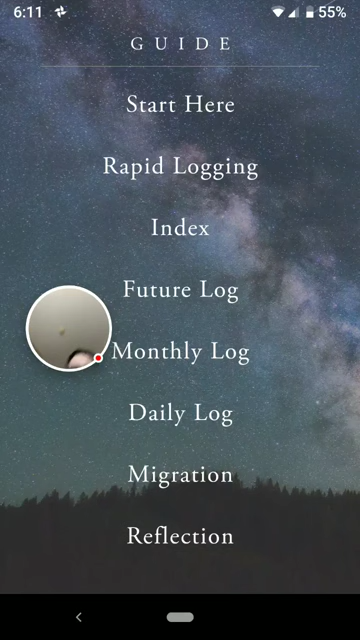 6:11
55%
GUIDE
Start Here
Rapid Logging
Index
Future Log
Monthly Log
Daily Log
Migration
Reflection